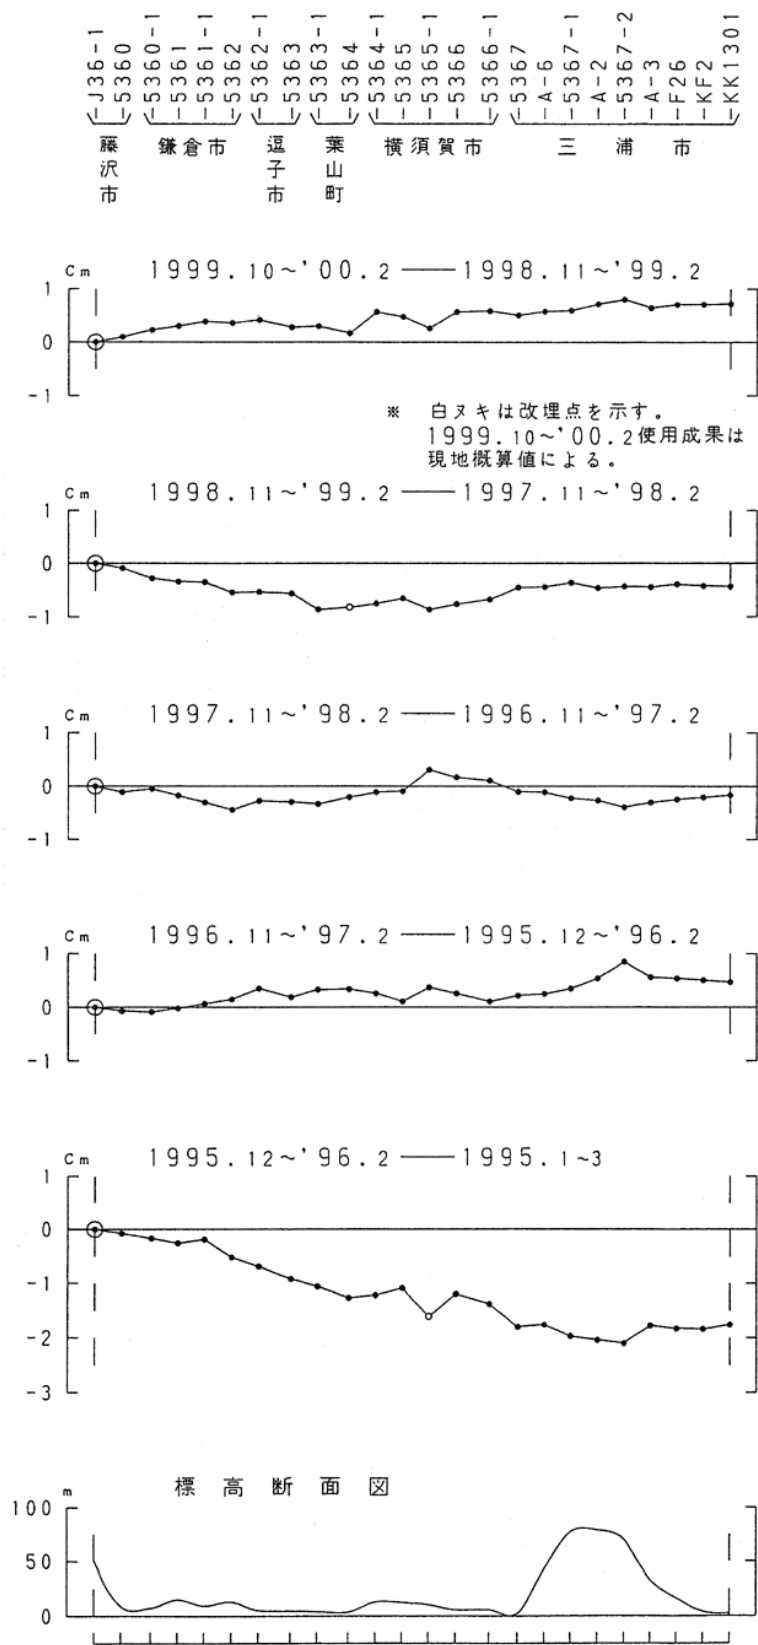 J36-1
5360
5360-1
5361
5361-1
5362
5362-1
5363
5363-1
5364
5364-1
5365
5365-1
5366
5366-1
5367
A-6
5367-1
A-2
5367-2
A-3
F26
KF2
KK1301
藤沢市 鎌倉市 逗子市 葉山町 横須賀市 三浦市
Cm 1999.10~'00.2 —— 1998.11~'99.2
1
0
-1
※ 白ヌキは改埋点を示す。
1999.10~'00.2使用成果は
現地概算値による。
Cm 1998.11~'99.2 —— 1997.11~'98.2
1
0
-1
Cm 1997.11~'98.2 —— 1996.11~'97.2
1
0
-1
Cm 1996.11~'97.2 —— 1995.12~'96.2
1
0
-1
Cm 1995.12~'96.2 —— 1995.1~3
1
0
-1
-2
-3
標高断面図
m
100
50
0